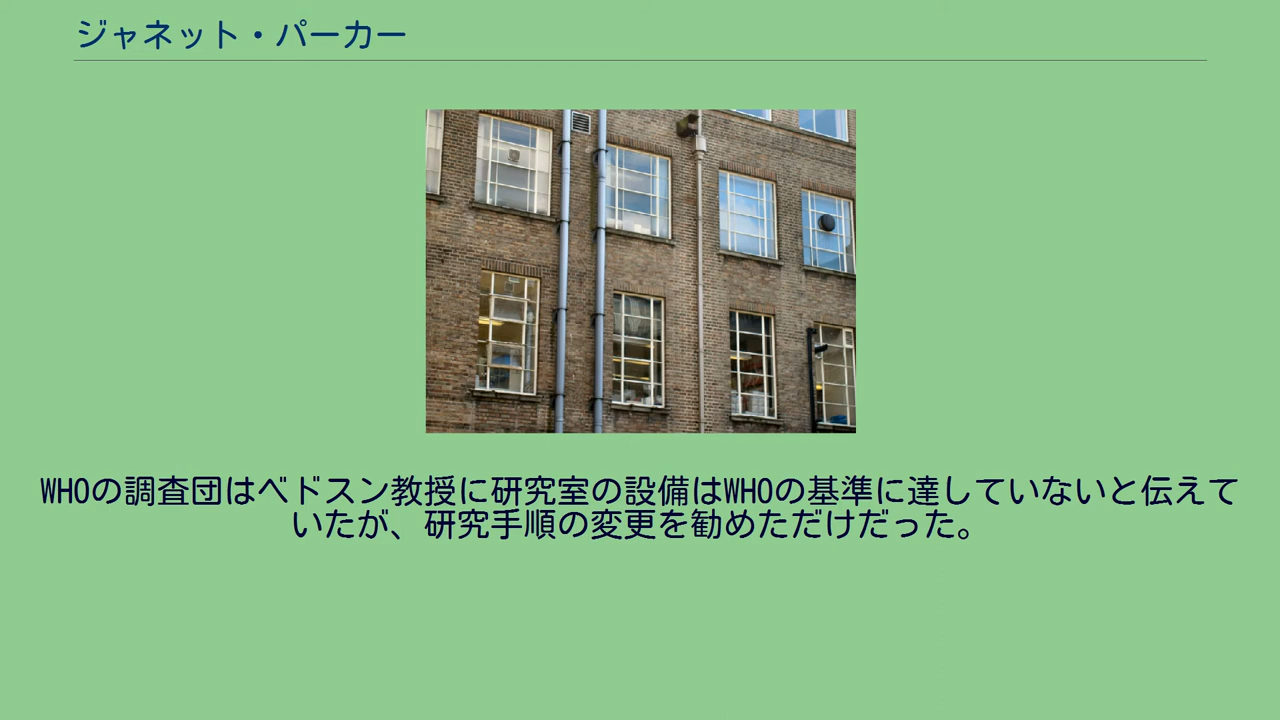 ジャネット・パーカー
WHOの調査団はベドスン教授に研究室の設備はWHOの基準に達していないと伝えて
いたが、研究手順の変更を勧めただけだった。